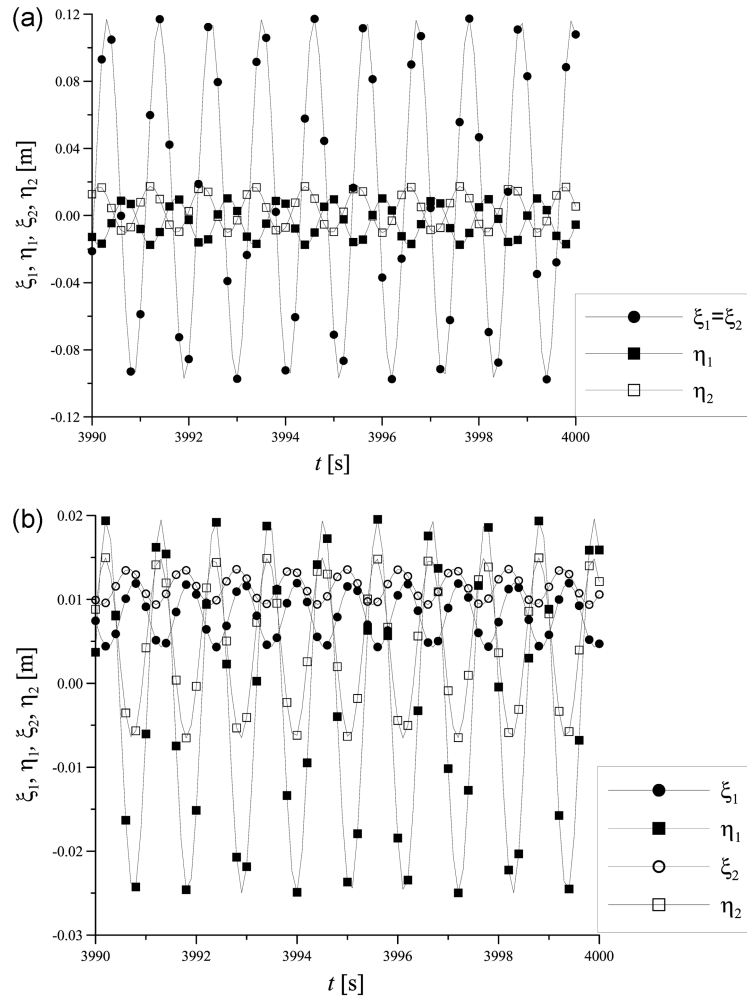 (a)
0.12
0.08
0.04
0.00
-0.04
-0.08
-0.12
ξ₁, η₁, ξ₂, η₂ [m]
3990
3992
3994
3996
3998
4000
t [s]
ξ₁=ξ₂
η₁
η₂
(b)
0.02
0.01
0.00
-0.01
-0.02
-0.03
ξ₁, η₁, ξ₂, η₂ [m]
3990
3992
3994
3996
3998
4000
t [s]
ξ₁
η₁
ξ₂
η₂